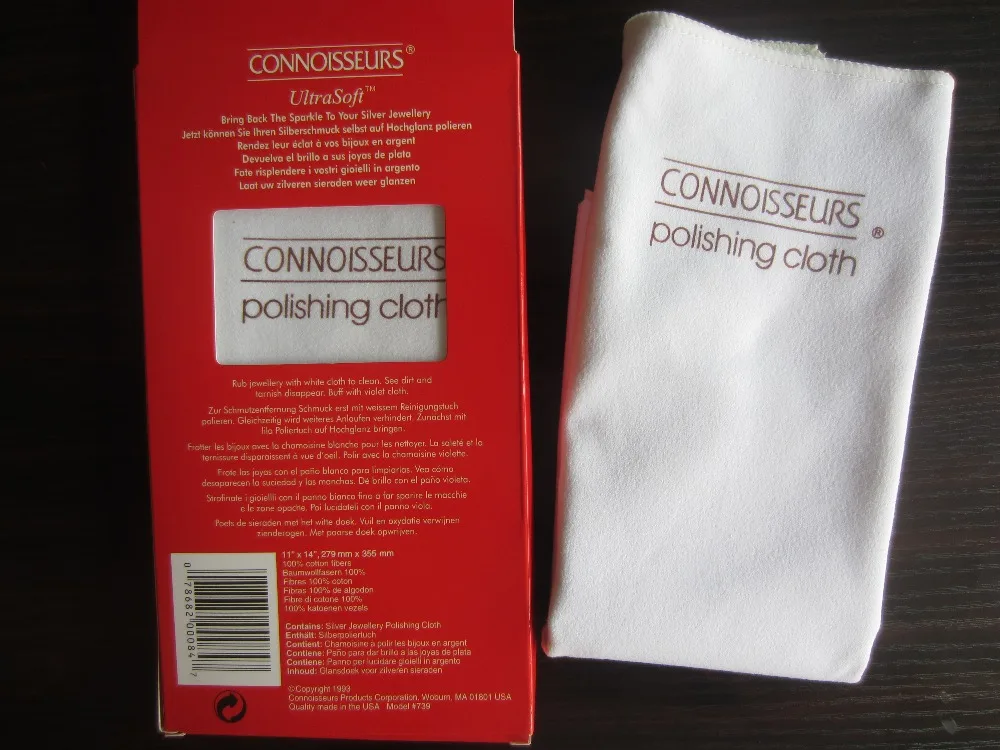 CONNOISSEURS®
UltraSoft™
Bring Back The Sparkle To Your Silver Jewellery
Jetzt können Sie Ihren Silberschmuck selbst auf Hochglanz polieren
Rendez leur éclat à vos bijoux en argent
Devuelva el brillo a sus joyas de plata
Fate risplendere i vostri gioielli in argento
Laat uw zilveren sieraden weer glanzen
CONNOISSEURS
polishing cloth
Rub jewellery with white cloth to clean. See dirt and
tarnish disappear. Buff with violet cloth.
Zur Schmutzentfernung Schmuck erst mit weissem Reinigungstuch
polieren. Gleichzeitig wird weiteres Anlaufen verhindert. Zunächst mit
lila Poliertuch auf Hochglanz bringen.
Frotter les bijoux avec la chamoisine blanche pour les nettoyer. La saleté et la
ternissure disparaissent à vue d'oeil. Polir avec la chamoisine violette.
Frote las joyas con el paño blanco para limpiarlas. Vea cómo
desaparecen la suciedad y las manchas. Dé brillo con el paño violeta.
Strofinate i gioiellli con il panno bianco fino a far sparire le macchie
e le zone opache. Poi lucidateli con il panno viola.
Poets de sieraden met het witte doek. Vuil en oxydatie verwijnen
zienderogen. Met paarse doek opwrijven.
11" x 14", 279 mm x 355 mm
100% cotton fibers
Baumwollfasern 100%
Fibres 100% coton
Fibras 100% de algodon
Fibre di cotone 100%
100% katoenen vezels
Contains: Silver Jewellery Polishing Cloth
Enthält: Silberpoliertuch
Contient: Chamoisine à polir les bijoux en argent
Contiene: Paño para dar brillo a las joyas de plata
Contiene: Panno per lucidare gioielli in argento
Inhoud: Glansdoek voor zilveren sieraden
©Copyright 1993
Connoisseurs Products Corporation, Woburn, MA 01801 USA
Quality made in the USA Model #739
0 78682 00084 7
CONNOISSEURS®
polishing cloth